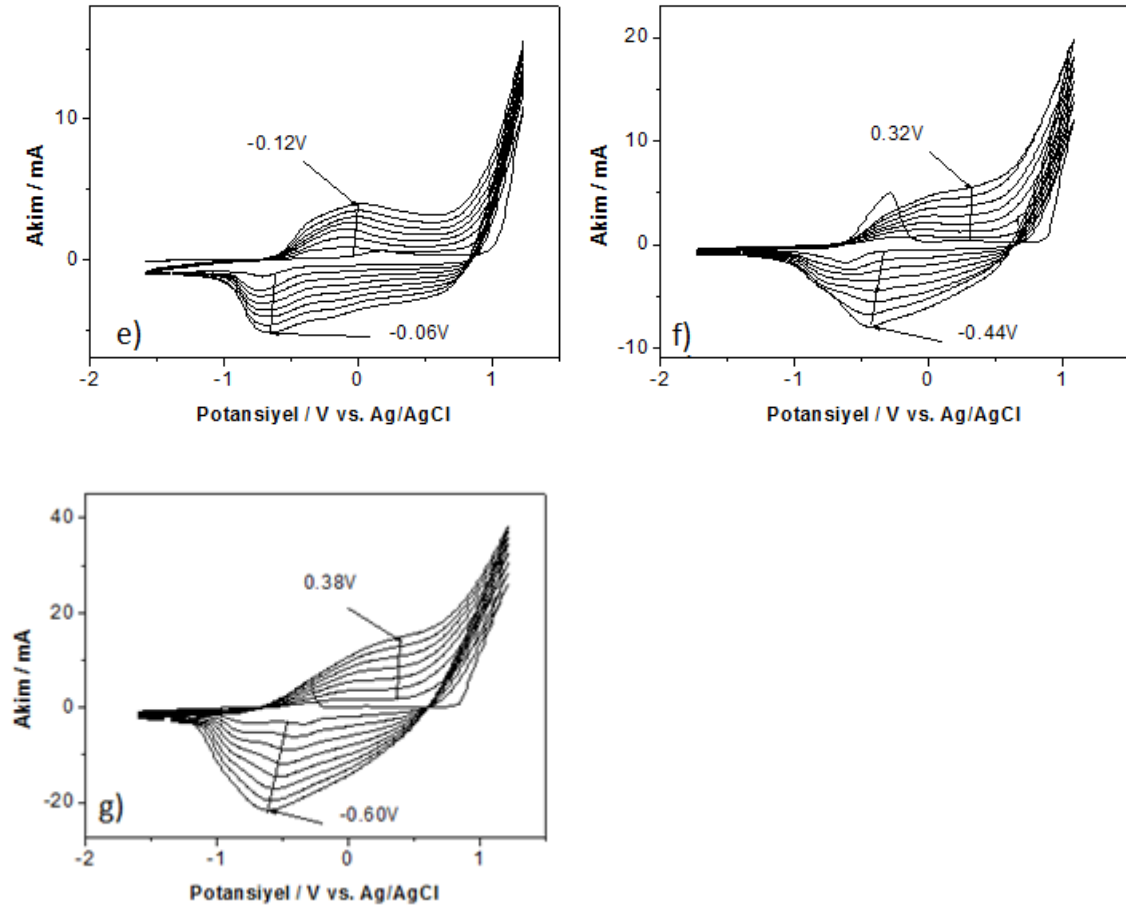 -0.12V
10
0
Akim / mA
e)
-0.06V
-2
-1
0
1
Potansiyel / V vs. Ag/AgCl
20
10
0
-10
Akim / mA
0.32V
f)
-0.44V
-2
-1
0
1
Potansiyel / V vs. Ag/AgCl
40
20
0
-20
Akim / mA
0.38V
g)
-0.60V
-2
-1
0
1
Potansiyel / V vs. Ag/AgCl